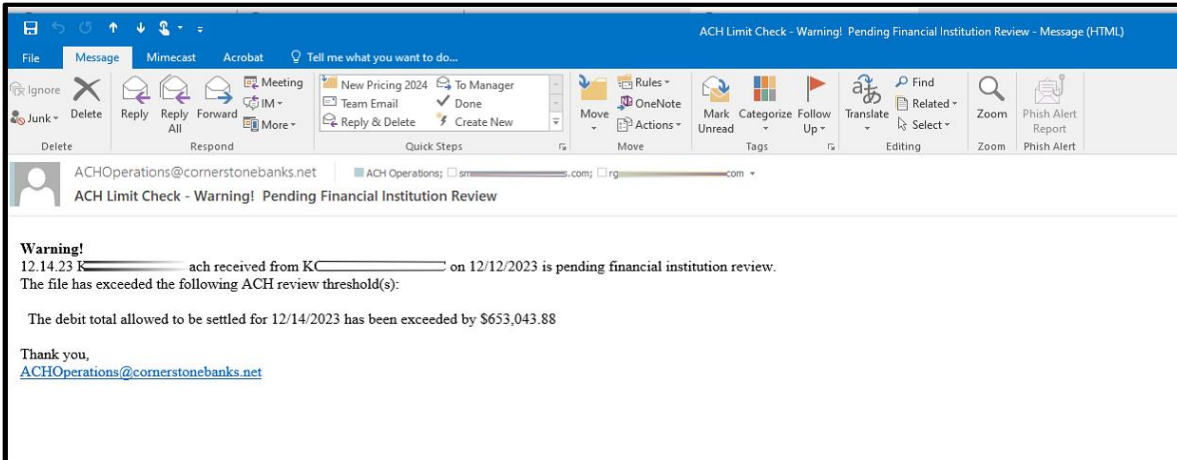 ACH Limit Check - Warning! Pending Financial Institution Review - Message (HTML)
File Message Mimecast Acrobat Tell me what you want to do...
Ignore
Junk
Delete
Reply
Reply All
Forward
Meeting
IM
More
New Pricing 2024
Team Email
Reply & Delete
To Manager
Done
Create New
Move
Rules
OneNote
Actions
Mark Unread
Categorize
Follow Up
Translate
Find
Related
Select
Zoom
Phish Alert Report
Delete Respond Quick Steps Move Tags Editing Zoom Phish Alert
ACHOperations@cornerstonebanks.net ACH Operations; sm s.com; rg com
ACH Limit Check - Warning! Pending Financial Institution Review
Warning!
12.14.23 K ach received from K on 12/12/2023 is pending financial institution review.
The file has exceeded the following ACH review threshold(s):
The debit total allowed to be settled for 12/14/2023 has been exceeded by $653,043.88
Thank you,
ACHOperations@cornerstonebanks.net